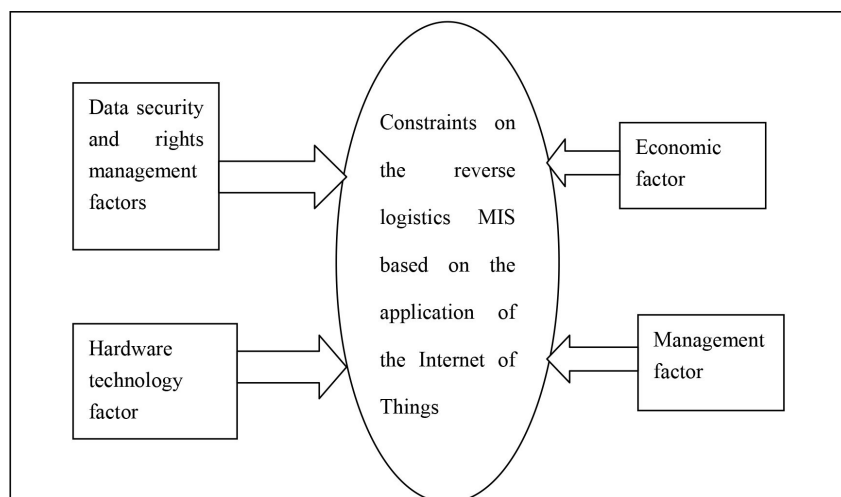 Data security
and rights
management
factors
Hardware
technology
factor
Constraints on
the reverse
logistics MIS
based on the
application of
the Internet of
Things
Economic
factor
Management
factor